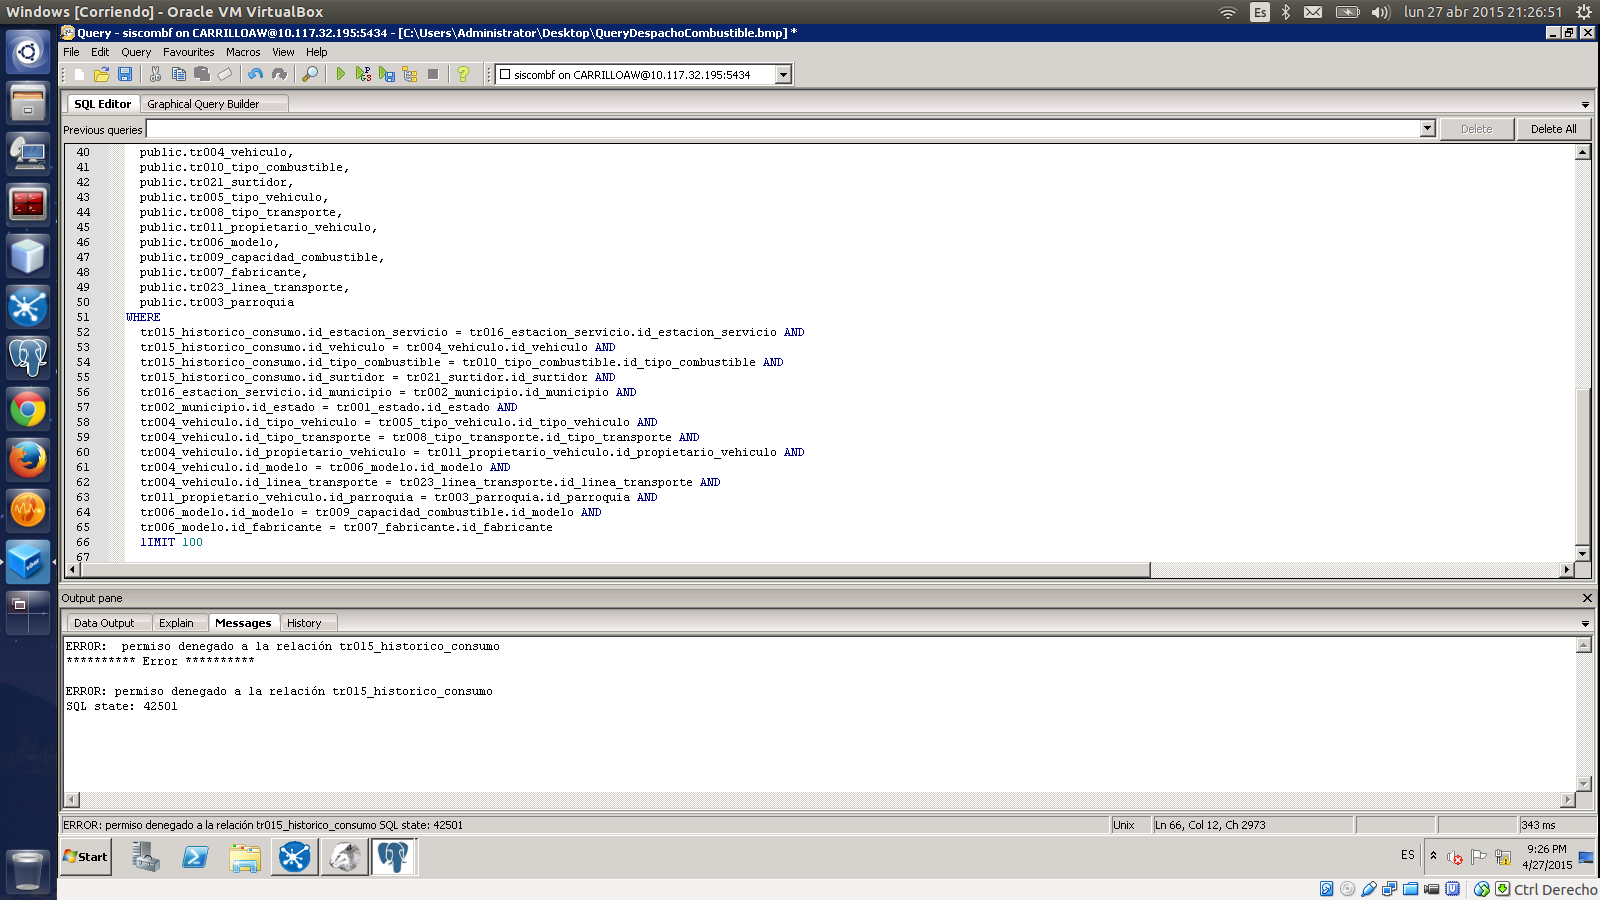 Windows [Corriendo] - Oracle VM VirtualBox
Es
lun 27 abr 2015 21:26:51
Query - siscombf on CARRILLOAW@10.117.32.195:5434 - [C:\Users\Administrator\Desktop\QueryDespachoCombustible.bmp] *
File Edit Query Favourites Macros View Help
siscombf on CARRILLOAW@10.117.32.195:5434
SQL Editor Graphical Query Builder
Previous queries Delete Delete All
40 public.tr004_vehiculo,
41 public.tr010_tipo_combustible,
42 public.tr021_surtidor,
43 public.tr005_tipo_vehiculo,
44 public.tr008_tipo_transporte,
45 public.tr011_propietario_vehiculo,
46 public.tr006_modelo,
47 public.tr009_capacidad_combustible,
48 public.tr007_fabricante,
49 public.tr023_linea_transporte,
50 public.tr003_parroquia
51 WHERE
52 tr015_historico_consumo.id_estacion_servicio = tr016_estacion_servicio.id_estacion_servicio AND
53 tr015_historico_consumo.id_vehiculo = tr004_vehiculo.id_vehiculo AND
54 tr015_historico_consumo.id_tipo_combustible = tr010_tipo_combustible.id_tipo_combustible AND
55 tr015_historico_consumo.id_surtidor = tr021_surtidor.id_surtidor AND
56 tr016_estacion_servicio.id_municipio = tr002_municipio.id_municipio AND
57 tr002_municipio.id_estado = tr001_estado.id_estado AND
58 tr004_vehiculo.id_tipo_vehiculo = tr005_tipo_vehiculo.id_tipo_vehiculo AND
59 tr004_vehiculo.id_tipo_transporte = tr008_tipo_transporte.id_tipo_transporte AND
60 tr004_vehiculo.id_propietario_vehiculo = tr011_propietario_vehiculo.id_propietario_vehiculo AND
61 tr004_vehiculo.id_modelo = tr006_modelo.id_modelo AND
62 tr004_vehiculo.id_linea_transporte = tr023_linea_transporte.id_linea_transporte AND
63 tr011_propietario_vehiculo.id_parroquia = tr003_parroquia.id_parroquia AND
64 tr006_modelo.id_modelo = tr009_capacidad_combustible.id_modelo AND
65 tr006_modelo.id_fabricante = tr007_fabricante.id_fabricante
66 lIMIT 100
67
Output pane
Data Output Explain Messages History
ERROR:  permiso denegado a la relación tr015_historico_consumo
********** Error **********
ERROR: permiso denegado a la relación tr015_historico_consumo
SQL state: 42501
ERROR: permiso denegado a la relación tr015_historico_consumo SQL state: 42501 Unix Ln 66, Col 12, Ch 2973 343 ms
Start ES 9:26 PM
4/27/2015
Ctrl Derecho